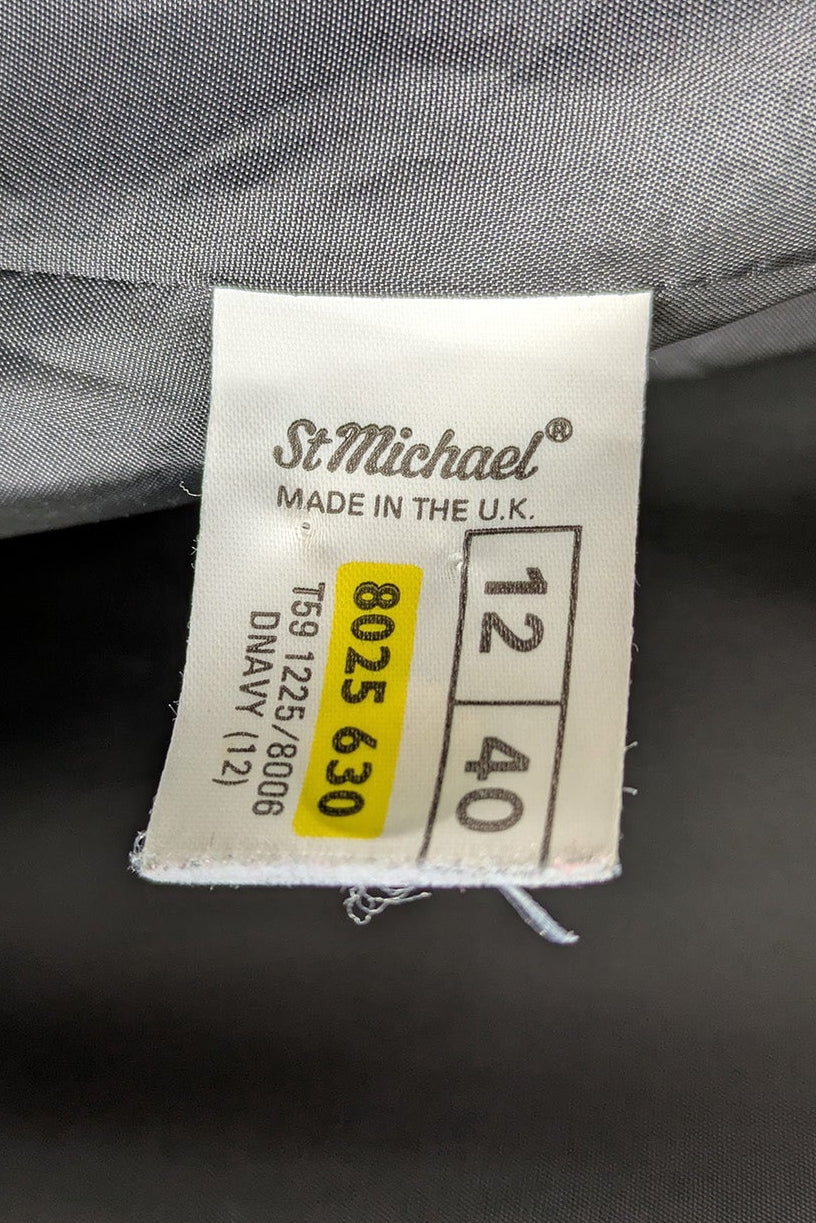 St Michael®
MADE IN THE U.K.
12 40
8025 630
T59 1225/8006
DNAVY (12)